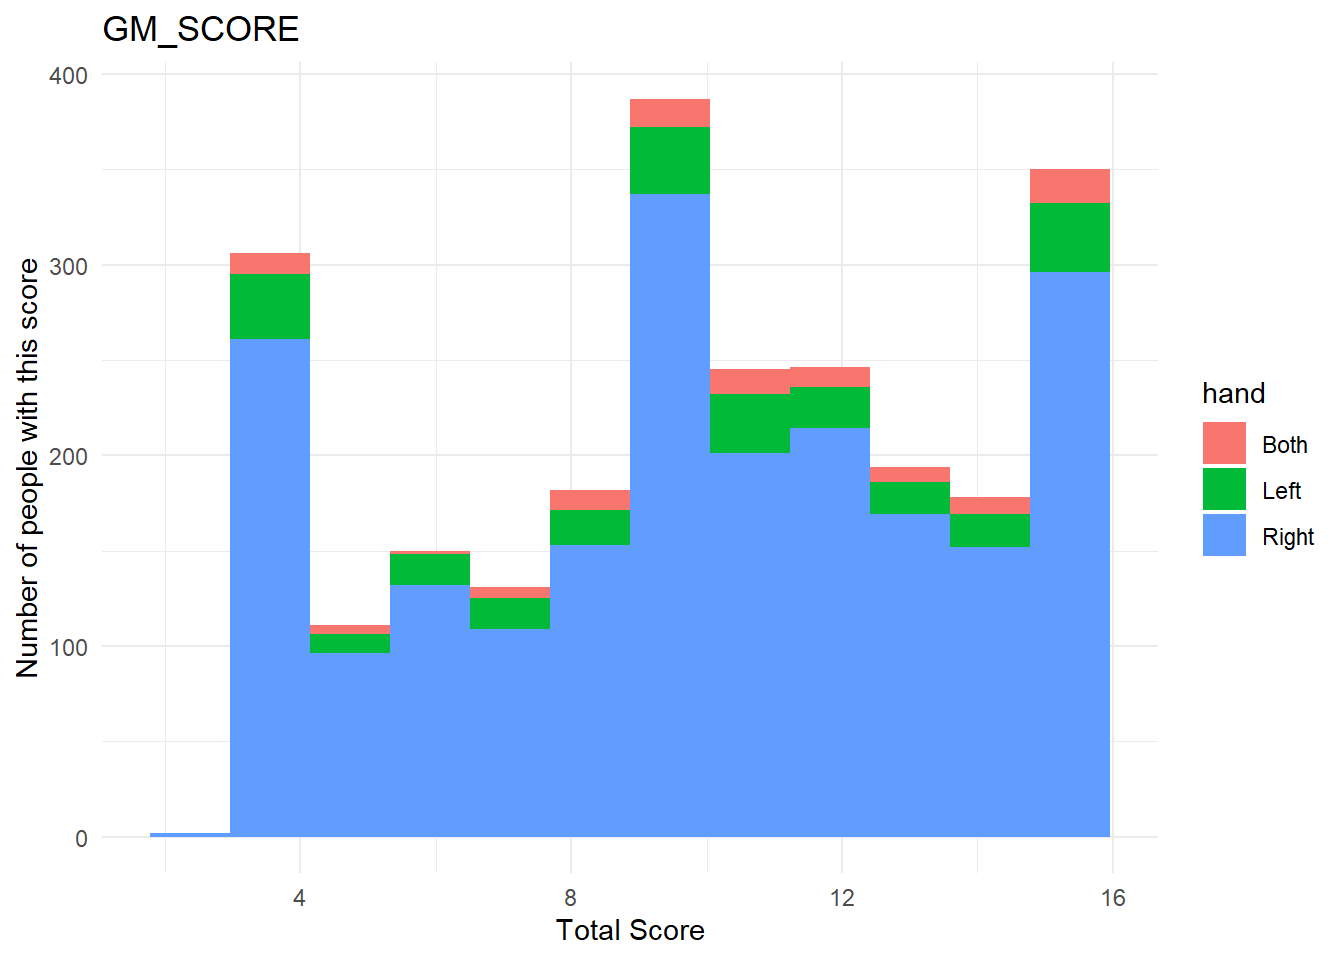 GM_SCORE
400
300
200
100
0
Number of people with this score
4 8 12 16
Total Score
hand
Both
Left
Right